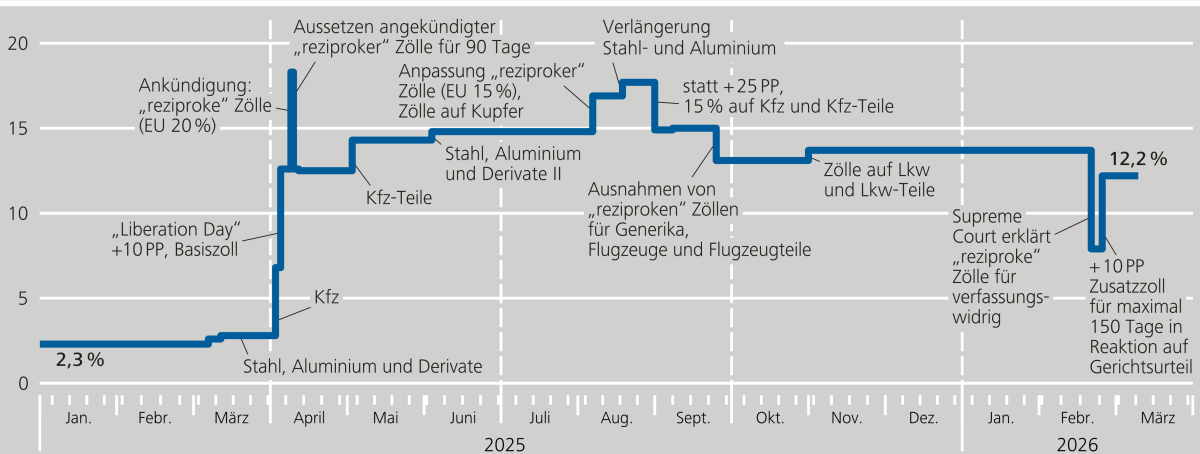 20
15
10
5
0
Aussetzen angekündigter
„reziproker“ Zölle für 90 Tage
Verlängerung
Stahl- und Aluminium
Ankündigung:
„reziproke“ Zölle
(EU 20 %)
Anpassung „reziproker“
Zölle (EU 15 %),
Zölle auf Kupfer
statt +25 PP,
15 % auf Kfz und Kfz-Teile
Stahl, Aluminium
und Derivate II
Kfz-Teile
12,2 %
Zölle auf Lkw
und Lkw-Teile
Ausnahmen von
„reziproken“ Zöllen
für Generika,
Flugzeuge und Flugzeugteile
„Liberation Day“
+10 PP, Basiszoll
Supreme
Court erklärt
„reziproke“
Zölle für
verfassungs-
widrig
+10 PP
Zusatzzoll
für maximal
150 Tage in
Reaktion auf
Gerichtsurteil
Kfz
2,3 %
Stahl, Aluminium und Derivate
Jan.
Febr.
März
April
Mai
Juni
Juli
Aug.
Sept.
Okt.
Nov.
Dez.
Jan.
Febr.
März
2025
2026